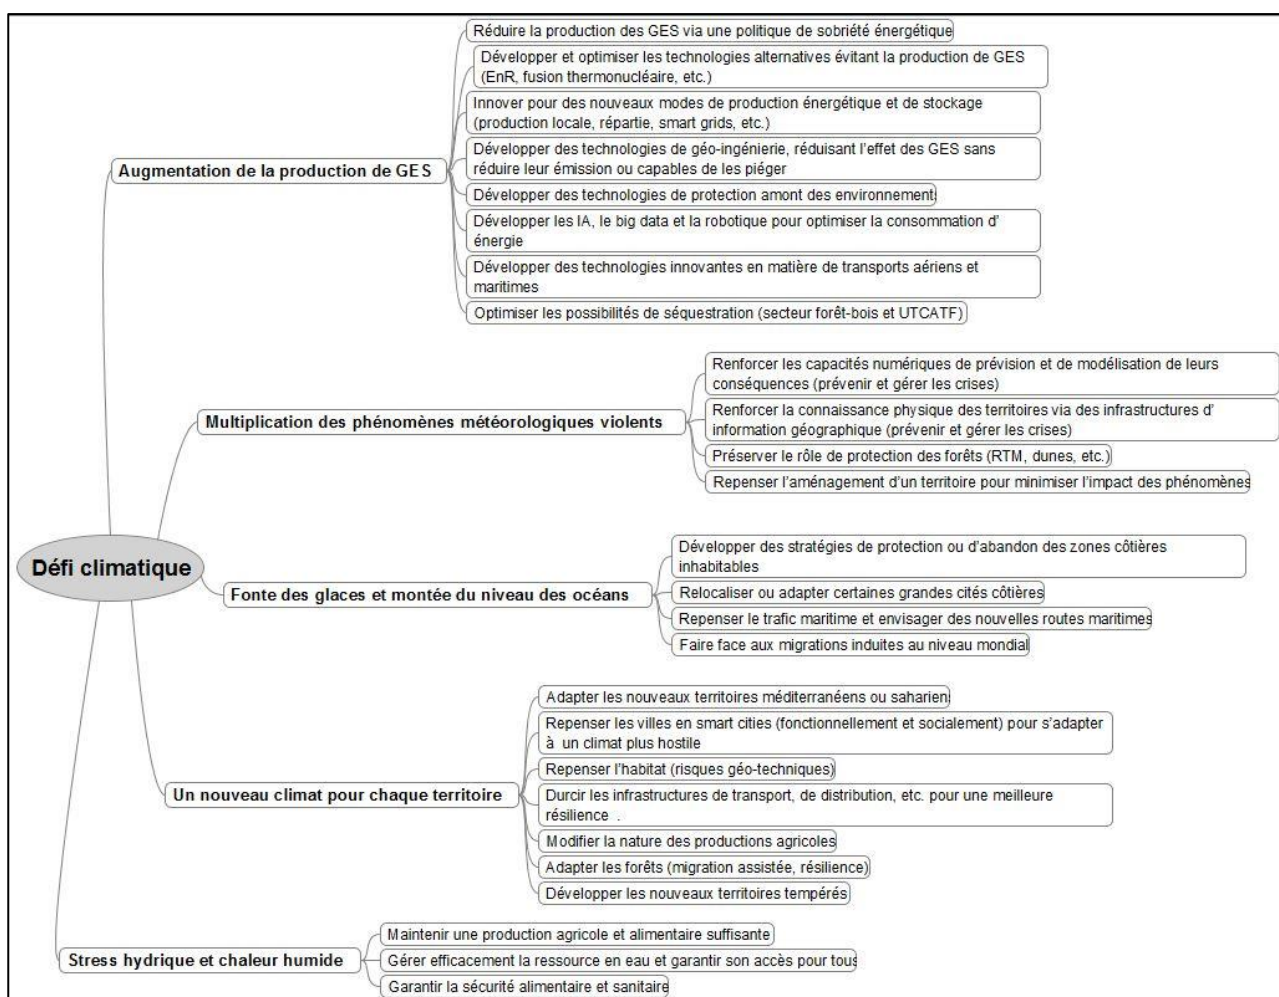 Réduire la production des GES via une politique de sobriété énergétique
Développer et optimiser les technologies alternatives évitant la production de GES
(EnR, fusion thermonucléaire, etc.)
Innover pour des nouveaux modes de production énergétique et de stockage
(production locale, répartie, smart grids, etc.)
Augmentation de la production de GES
Développer des technologies de géo-ingénierie, réduisant l'effet des GES sans
réduire leur émission ou capables de les piéger
Développer des technologies de protection amont des environnements
Développer les IA, le big data et la robotique pour optimiser la consommation d'
énergie
Développer des technologies innovantes en matière de transports aériens et
maritimes
Optimiser les possibilités de séquestration (secteur forêt-bois et UTCATF)
Multiplication des phénomènes météorologiques violents
Renforcer les capacités numériques de prévision et de modélisation de leurs
conséquences (prévenir et gérer les crises)
Renforcer la connaissance physique des territoires via des infrastructures d'
information géographique (prévenir et gérer les crises)
Préserver le rôle de protection des forêts (RTM, dunes, etc.)
Repenser l'aménagement d'un territoire pour minimiser l'impact des phénomènes
Défi climatique
Fonte des glaces et montée du niveau des océans
Développer des stratégies de protection ou d'abandon des zones côtières
inhabitables
Relocaliser ou adapter certaines grandes cités côtières
Repenser le trafic maritime et envisager des nouvelles routes maritimes
Faire face aux migrations induites au niveau mondial
Un nouveau climat pour chaque territoire
Adapter les nouveaux territoires méditerranéens ou sahariens
Repenser les villes en smart cities (fonctionnellement et socialement) pour s'adapter
à un climat plus hostile
Repenser l'habitat (risques géo-techniques)
Durcir les infrastructures de transport, de distribution, etc. pour une meilleure
résilience .
Modifier la nature des productions agricoles
Adapter les forêts (migration assistée, résilience)
Développer les nouveaux territoires tempérés
Stress hydrique et chaleur humide
Maintenir une production agricole et alimentaire suffisante
Gérer efficacement la ressource en eau et garantir son accès pour tous
Garantir la sécurité alimentaire et sanitaire